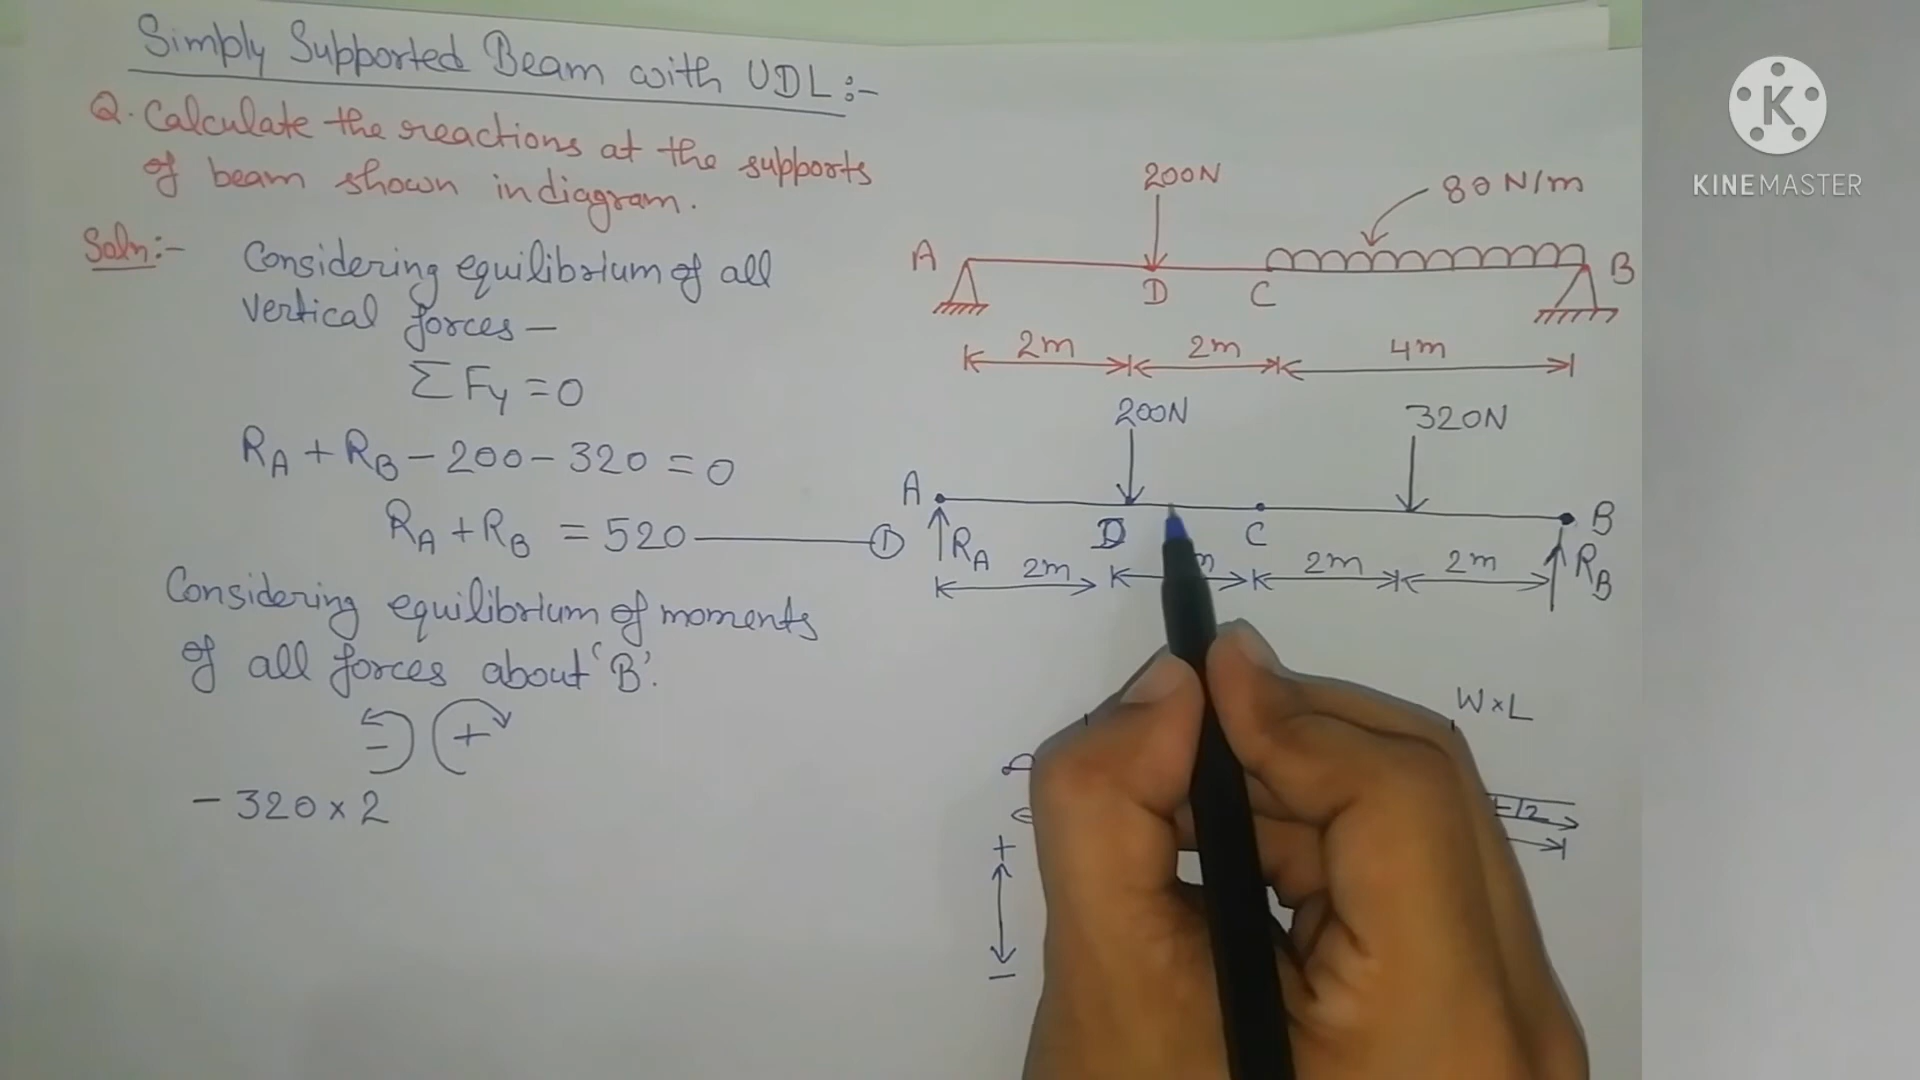 Simply Supported Beam with UDL:-
Q. Calculate the reactions at the supports
of beam shown in diagram.
Soln:- Considering equilibrium of all
vertical forces -
ΣFy = 0
RA + RB - 200 - 320 = 0
RA + RB = 520 ——— ①
Considering equilibrium of moments
of all forces about 'B'.
- +
- 320 × 2
200N
80 N/m
A
D
C
B
2m 2m 4m
200N 320N
A
D
C
B
RA
RB
2m 2m 2m
W×L
+
-
K
KINEMASTER